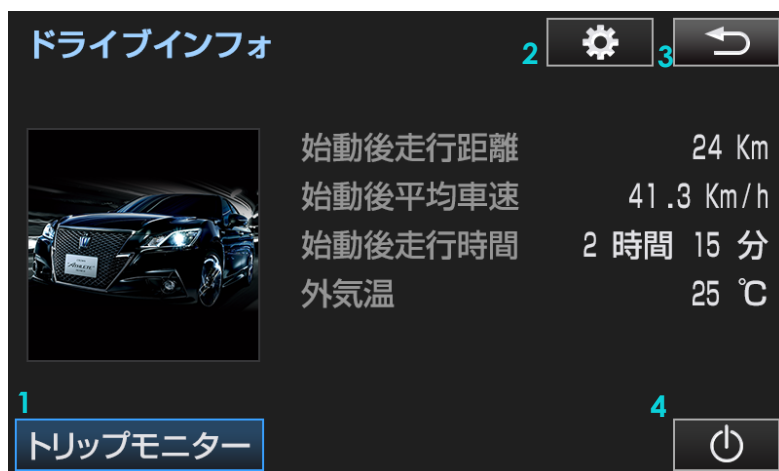 ドライブインフォ
2
3
始動後走行距離 24 Km
始動後平均車速 41.3 Km/h
始動後走行時間 2 時間 15 分
外気温 25 ℃
1
4
トリップモニター